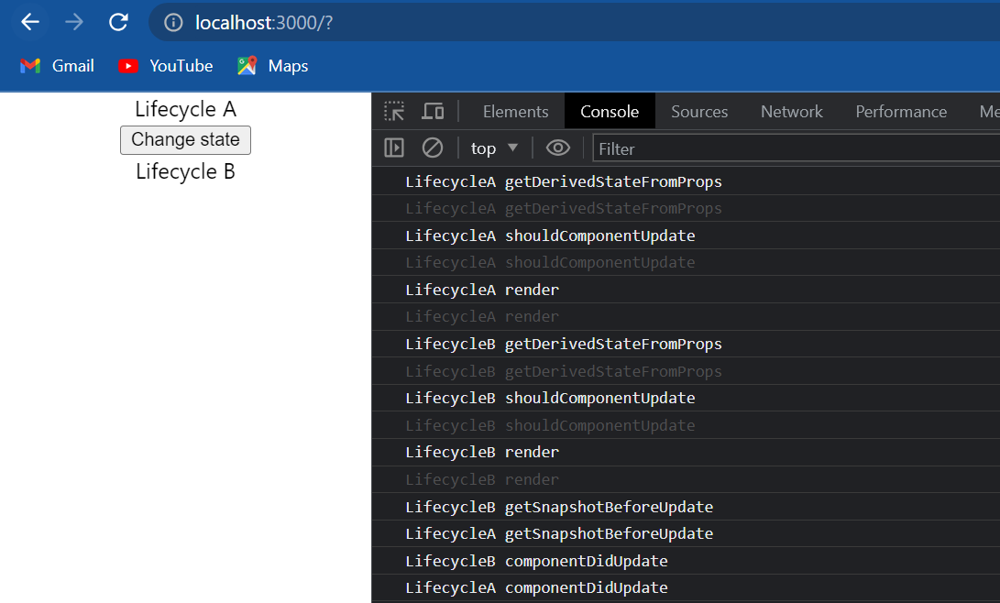 localhost:3000/?
Gmail YouTube Maps
Lifecycle A
Change state
Lifecycle B
Elements Console Sources Network Performance Me
top Filter
LifecycleA getDerivedStateFromProps
LifecycleA getDerivedStateFromProps
LifecycleA shouldComponentUpdate
LifecycleA shouldComponentUpdate
LifecycleA render
LifecycleA render
LifecycleB getDerivedStateFromProps
LifecycleB getDerivedStateFromProps
LifecycleB shouldComponentUpdate
LifecycleB shouldComponentUpdate
LifecycleB render
LifecycleB render
LifecycleB getSnapshotBeforeUpdate
LifecycleA getSnapshotBeforeUpdate
LifecycleB componentDidUpdate
LifecycleA componentDidUpdate